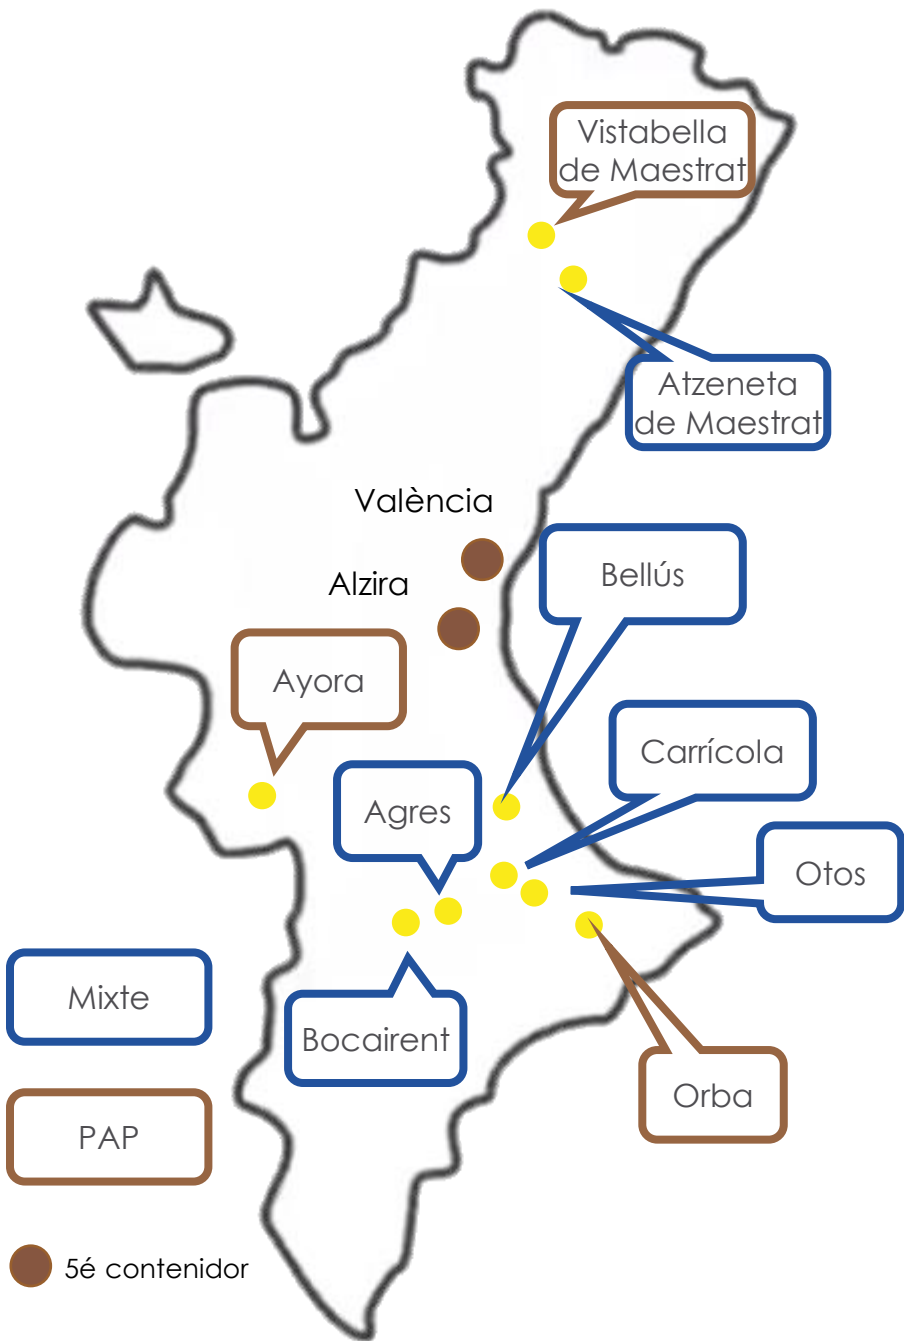 Vistabella
de Maestrat
Atzeneta
de Maestrat
València
Alzira
Bellús
Ayora
Carrícola
Agres
Otos
Mixte
Bocairent
Orba
PAP
5é contenidor